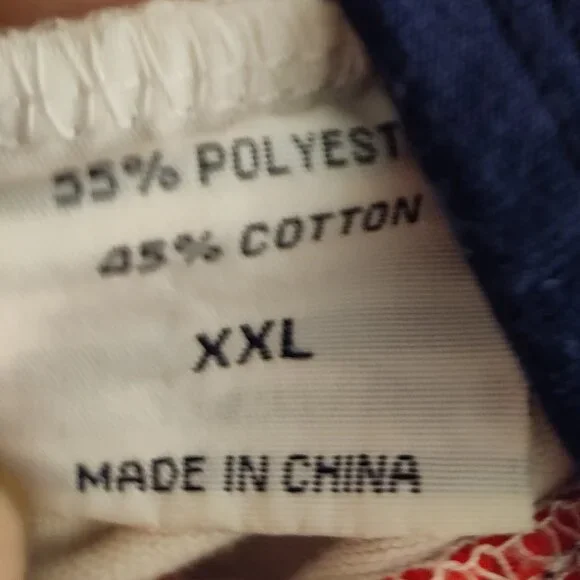 55% POLYEST
45% COTTON
XXL
MADE IN CHINA